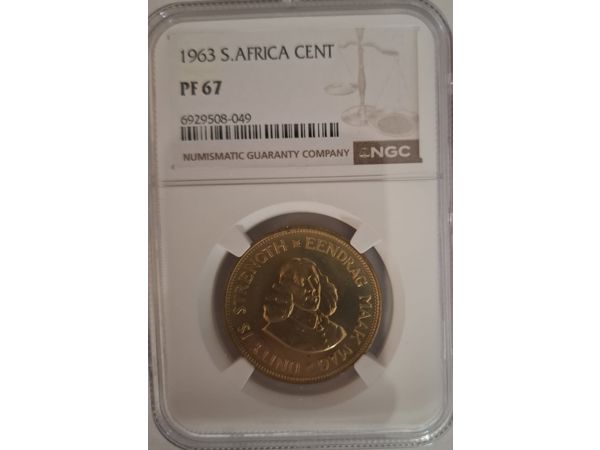 1963 S.AFRICA CENT
PF 67
6929508-049
NUMISMATIC GUARANTY COMPANY
NGC
UNITY IS STRENGTH EENDRAG MAAK MAG